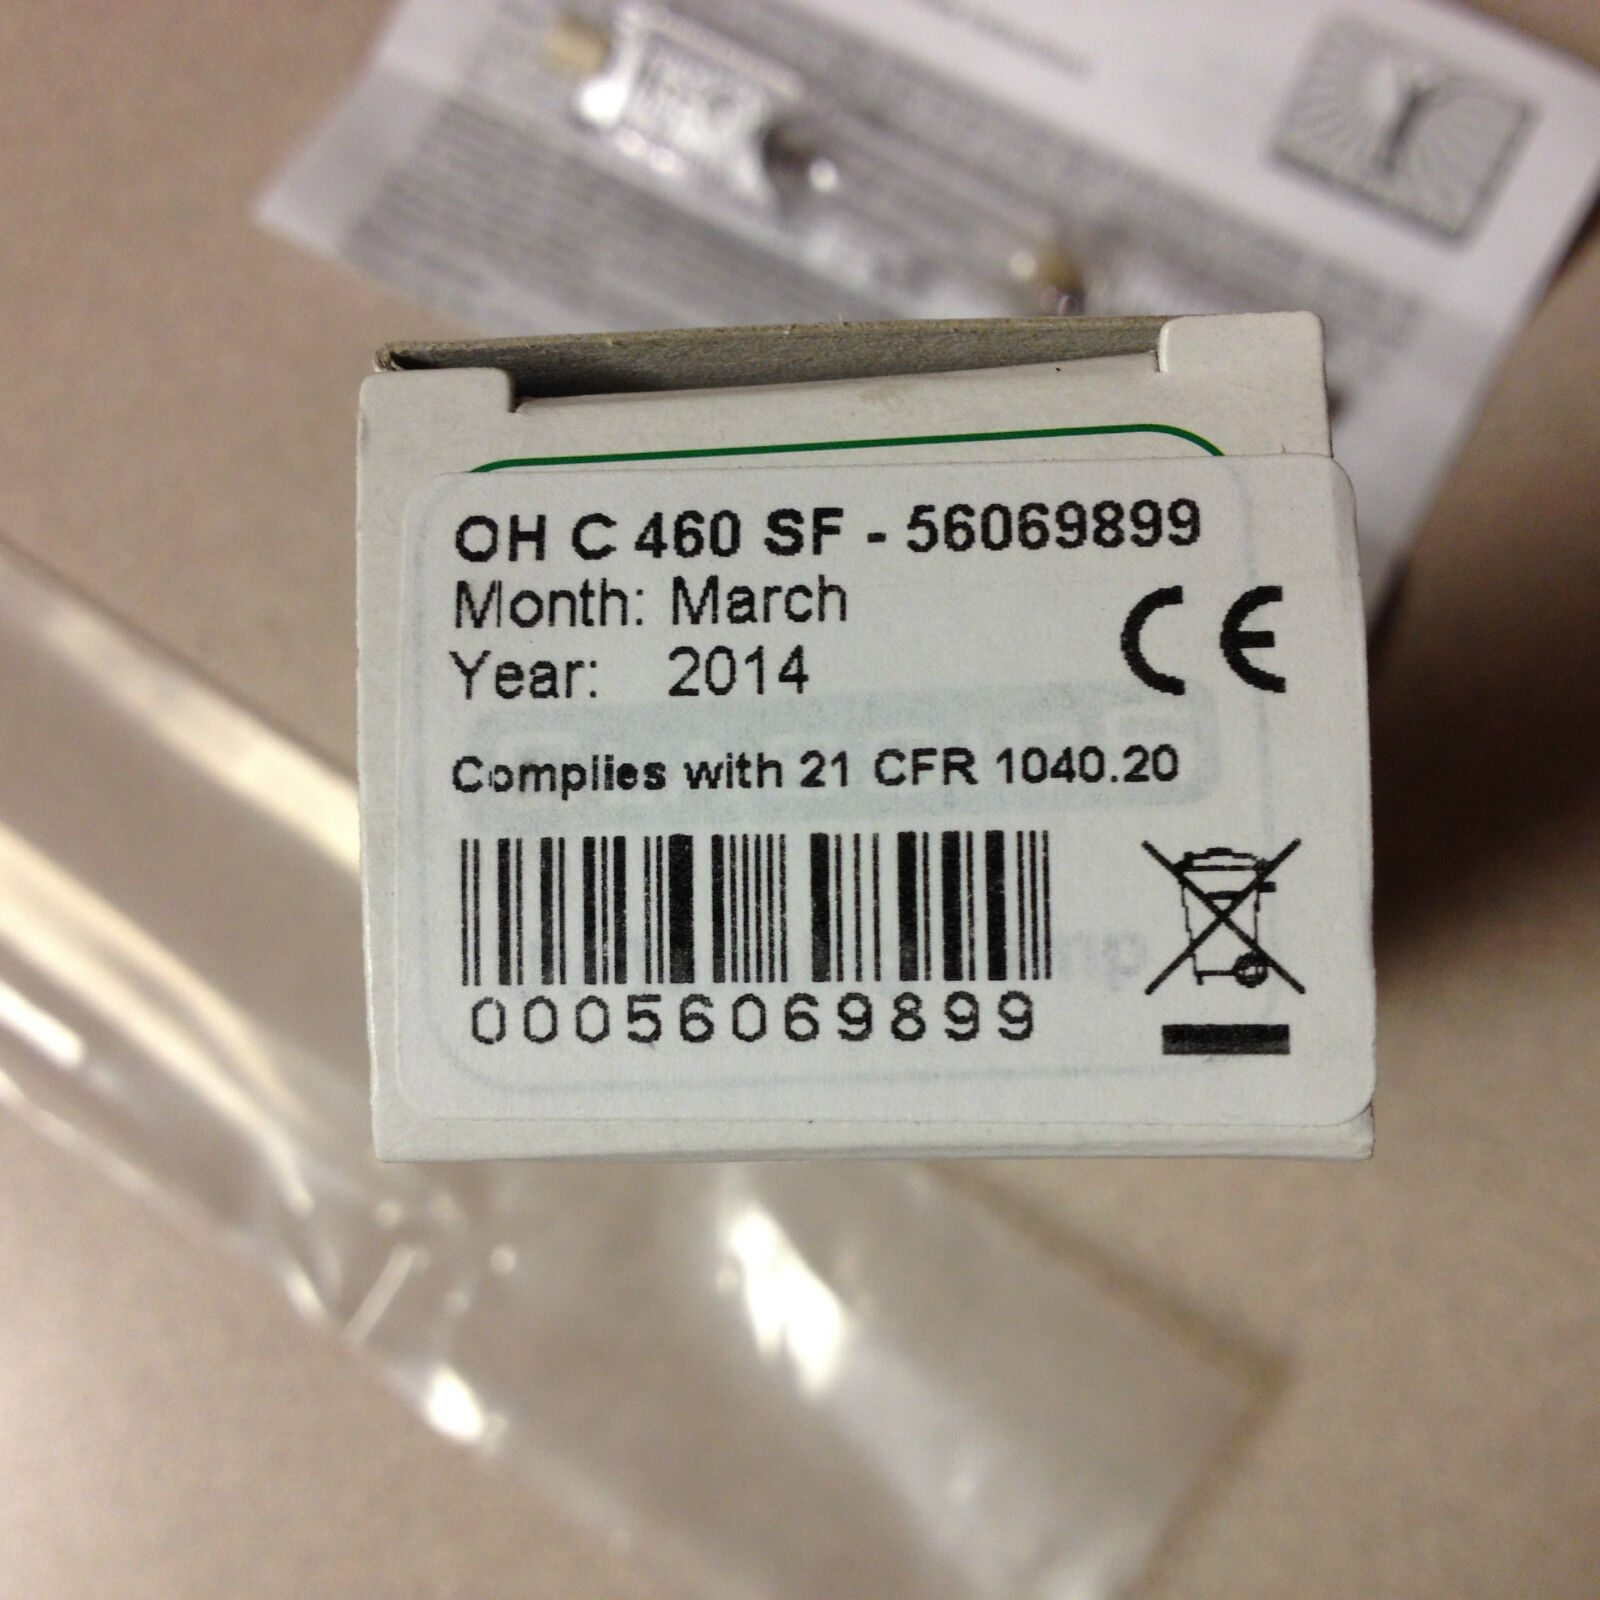 OH C 460 SF - 56069899
Month: March
Year: 2014
CE
Complies with 21 CFR 1040.20
00056069899